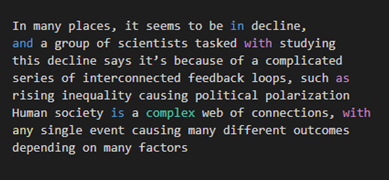 In many places, it seems to be in decline,
and a group of scientists tasked with studying
this decline says it’s because of a complicated
series of interconnected feedback loops, such as
rising inequality causing political polarization
Human society is a complex web of connections, with
any single event causing many different outcomes
depending on many factors